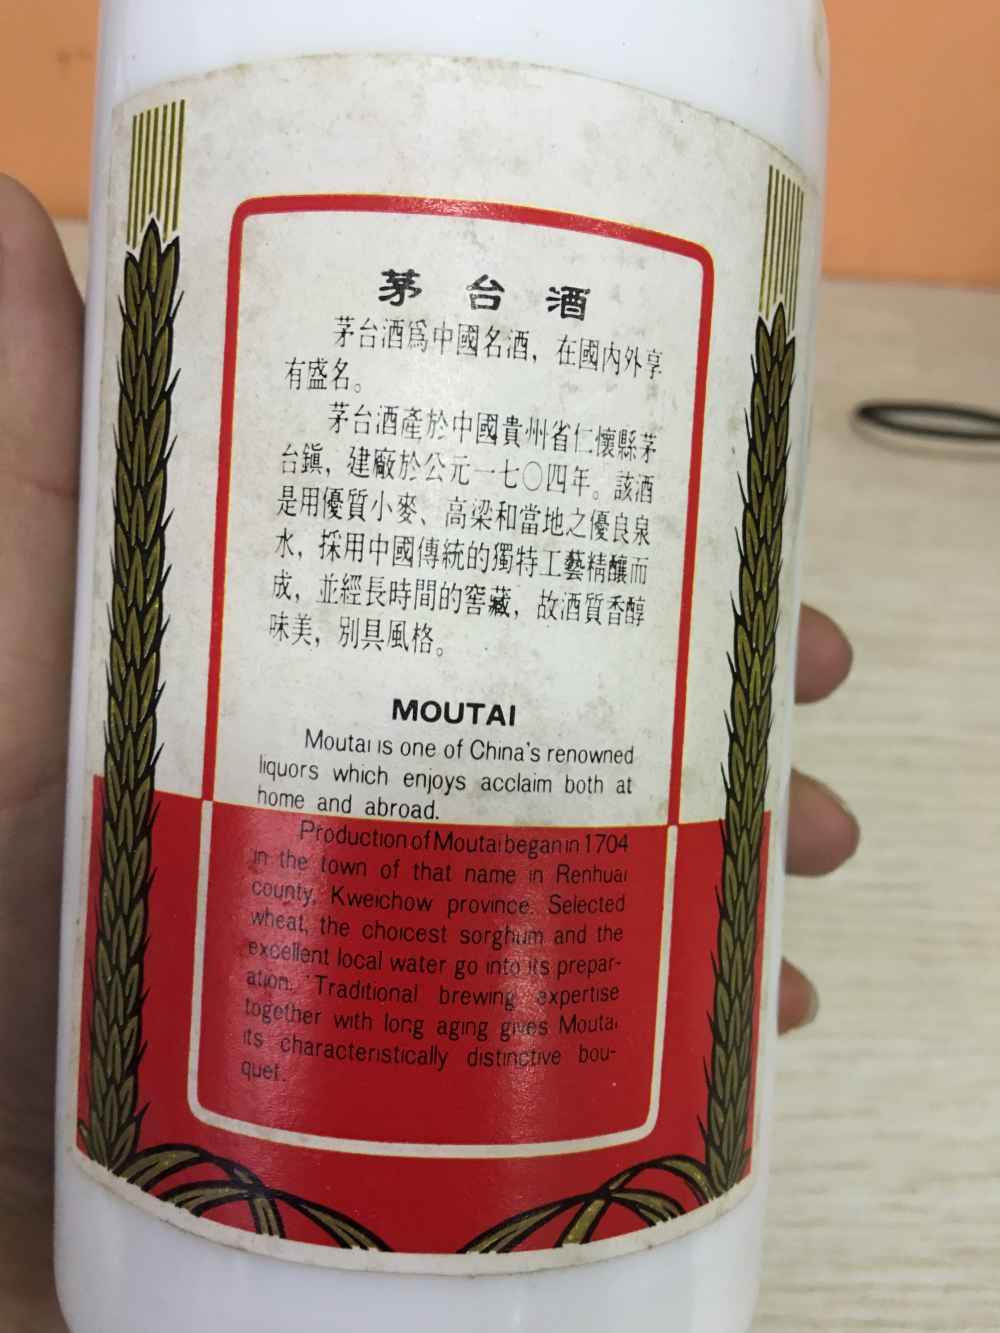 茅台酒
茅台酒爲中國名酒，在國内外享
有盛名。
茅台酒產於中國貴州省仁懷縣茅
台鎭，建廠於公元一七〇四年。該酒
是用優質小麥、高梁和當地之優良泉
水，採用中國傳統的獨特工藝精釀而
成，並經長時間的窖藏，故酒質香醇
味美，別具風格。
MOUTAI
Moutai is one of China's renowned
liquors which enjoys acclaim both at
home and abroad.
Production of Moutai began in 1704
in the town of that name in Renhuai
county, Kweichow province. Selected
wheat, the choicest sorghum and the
excellent local water go into its prepar-
ation. Traditional brewing expertise
together with long aging gives Moutai
its characteristically distinctive bou-
quet.